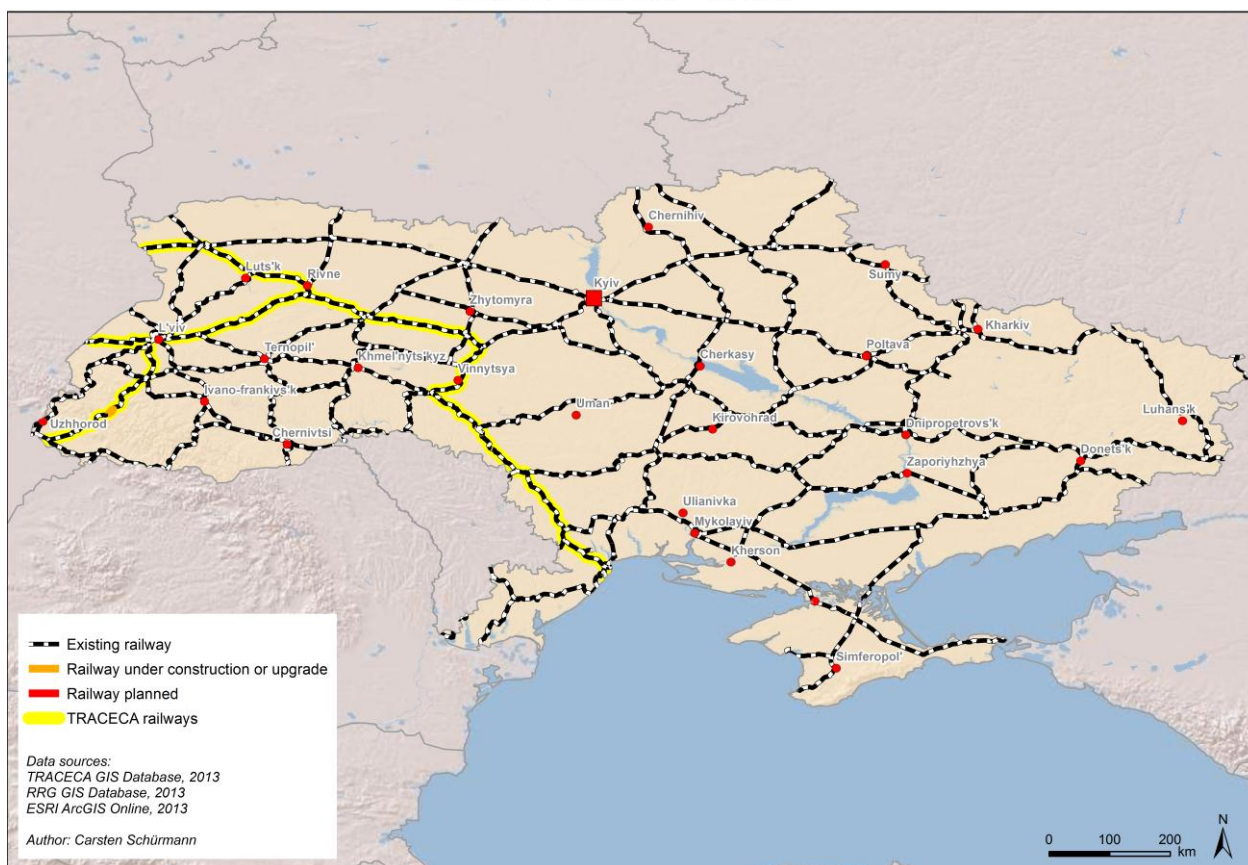 Chernihiv
Sumy
Luts'k
Rivne
Kyiv
Zhytomyra
Kharkiv
L'viv
Ternopil'
Khmel'nyts'kyz
Poltava
Vinnytsya
Cherkasy
Ivano-frankivs'k
Uman'
Kirovohrad
Luhans'k
Uzhhorod
Dnipropetrovs'k
Chernivtsi
Donets'k
Zaporiyhzhya'
Ulianivka
Mykolayiv
Kherson
Simferopol'
Existing railway
Railway under construction or upgrade
Railway planned
TRACECA railways
Data sources:
TRACECA GIS Database, 2013
RRG GIS Database, 2013
ESRI ArcGIS Online, 2013
Author: Carsten Schürmann
N
0 100 200
km